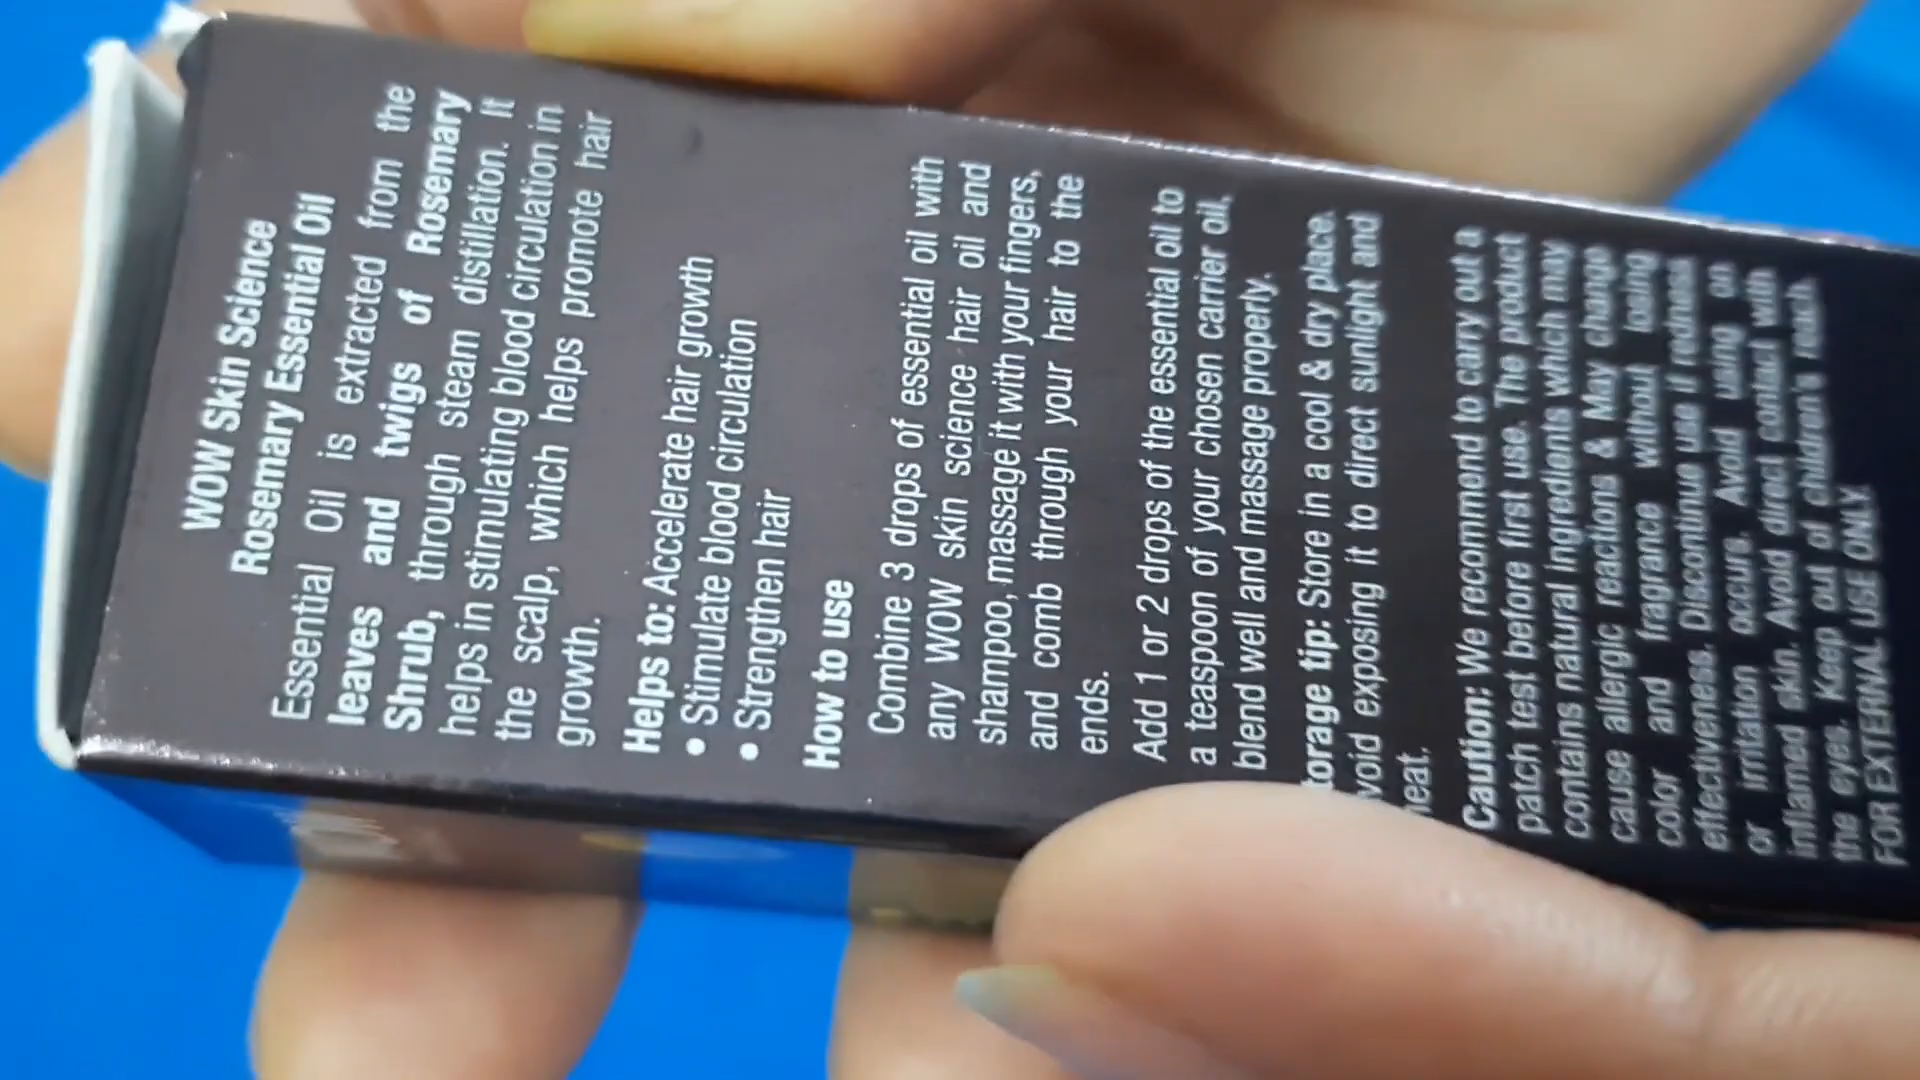 WOW Skin Science
Rosemary Essential Oil
Essential Oil is extracted from the
leaves and twigs of Rosemary
Shrub, through steam distillation. It
helps in stimulating blood circulation in
the scalp, which helps promote hair
growth.
Helps to: Accelerate hair growth
• Stimulate blood circulation
• Strengthen hair
How to use
Combine 3 drops of essential oil with
any WOW skin science hair oil and
shampoo, massage it with your fingers,
and comb through your hair to the
ends.
Add 1 or 2 drops of the essential oil to
a teaspoon of your chosen carrier oil,
blend well and massage properly.
torage tip: Store in a cool & dry place.
void exposing it to direct sunlight and
heat.
Caution: We recommend to carry out a
patch test before first use. The product
contains natural ingredients which may
cause allergic reactions & May change
color and fragrance without losing
effectiveness. Discontinue use if redness
or irritation occurs. Avoid using on
inflamed skin. Avoid direct contact with
the eyes. Keep out of children's reach.
FOR EXTERNAL USE ONLY.